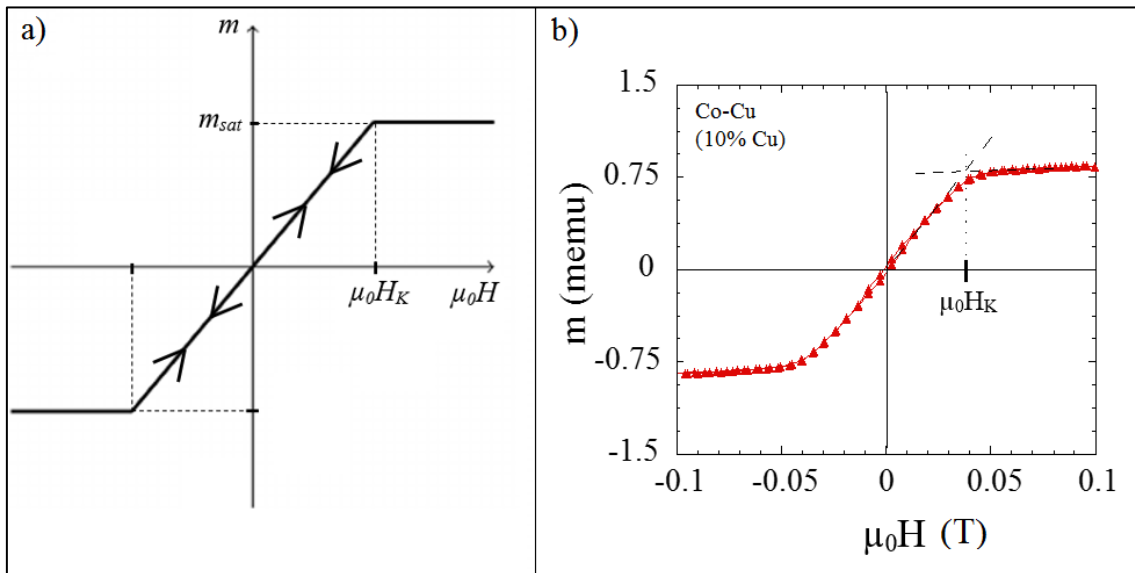 a)
m
m_sat
μ₀H_K
μ₀H
b)
1.5
Co-Cu
(10% Cu)
0.75
0
μ₀H_K
-0.75
-1.5
m (memu)
-0.1
-0.05
0
0.05
0.1
μ₀H (T)